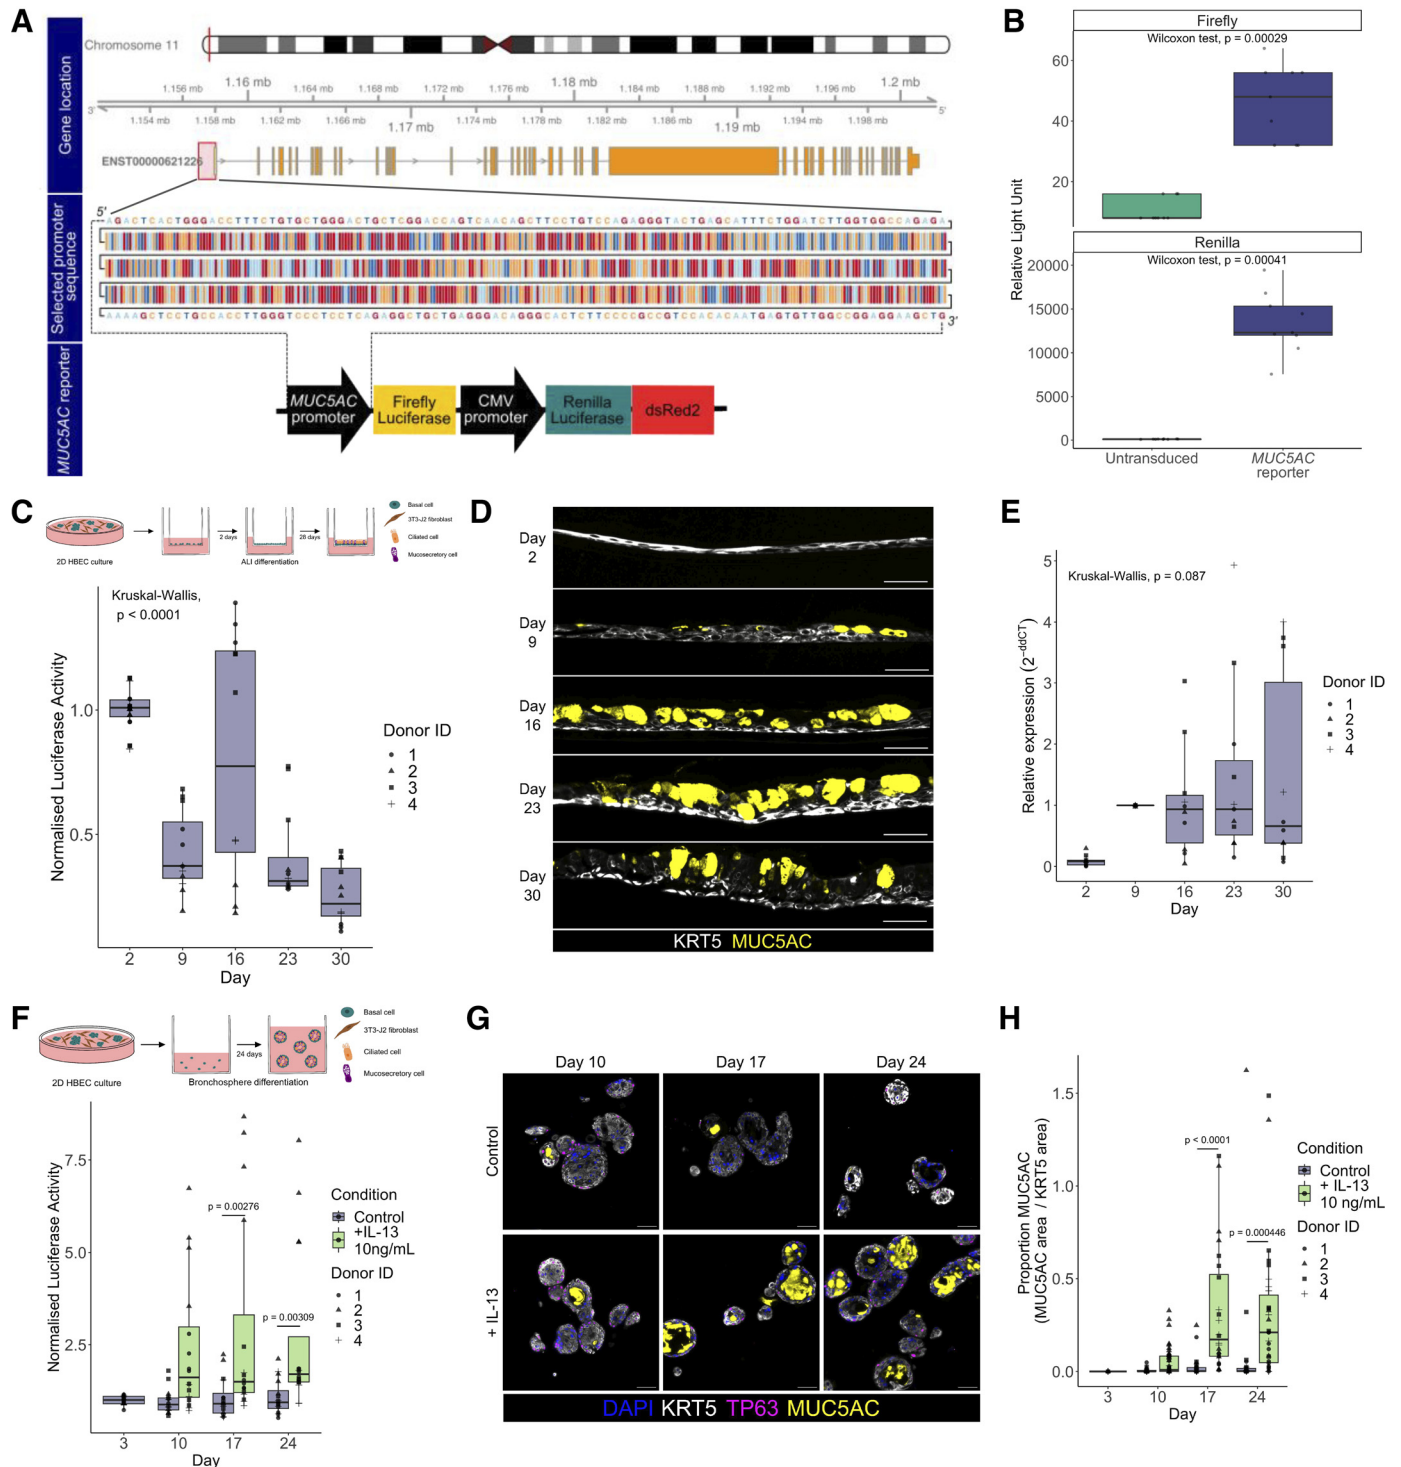 A
Gene location
Chromosome 11
1.16 mb
1.18 mb
1.2 mb
1.156 mb
1.164 mb
1.168 mb
1.172 mb
1.176 mb
1.184 mb
1.188 mb
1.192 mb
1.196 mb
3'
5'
1.154 mb
1.158 mb
1.162 mb
1.166 mb
1.17 mb
1.174 mb
1.178 mb
1.182 mb
1.186 mb
1.19 mb
1.194 mb
1.198 mb
ENST00000621226
Selected promoter
sequence
5'
AGACTCACTGGGACCTTTCTGTGCTGGGACTGCTCGGACCAGTCAACAGCTTCCTGTCCAGAGGGTACTGAGCATTTCTGGATCTTGGTGGCCAGAGA
AAAAGCTCCTGCCACCTTGGGTCCCTCCTCAGAGGCTGCTGAGGGACAGGGCACTCTTCCCCGCCGTCCACACAATGAGTGTTGGCCGGAGGAAGCTG
3'
MUC5AC reporter
MUC5AC
promoter
Firefly
Luciferase
CMV
promoter
Renilla
Luciferase
dsRed2
B
Firefly
Wilcoxon test, p = 0.00029
60
40
20
Relative Light Unit
Renilla
Wilcoxon test, p = 0.00041
20000
15000
10000
5000
0
Untransduced
MUC5AC
reporter
C
2D HBEC culture
2 days
28 days
ALI differentiation
Basal cell
3T3-J2 fibroblast
Ciliated cell
Mucosecretory cell
Kruskal-Wallis,
p < 0.0001
Normalised Luciferase Activity
1.0
0.5
2
9
16
23
30
Day
Donor ID
1
2
3
4
D
Day
2
Day
9
Day
16
Day
23
Day
30
KRT5 MUC5AC
E
Kruskal-Wallis, p = 0.087
Relative expression (2^-ddCT)
5
4
3
2
1
0
2
9
16
23
30
Day
Donor ID
1
2
3
4
F
2D HBEC culture
24 days
Bronchosphere differentiation
Basal cell
3T3-J2 fibroblast
Ciliated cell
Mucosecretory cell
Normalised Luciferase Activity
7.5
5.0
2.5
p = 0.00276
p = 0.00309
3
10
17
24
Day
Condition
Control
+IL-13
10ng/mL
Donor ID
1
2
3
4
G
Day 10
Day 17
Day 24
Control
+ IL-13
DAPI KRT5 TP63 MUC5AC
H
Proportion MUC5AC
(MUC5AC area / KRT5 area)
1.5
1.0
0.5
0.0
p < 0.0001
p = 0.000446
3
10
17
24
Day
Condition
Control
+ IL-13
10 ng/mL
Donor ID
1
2
3
4